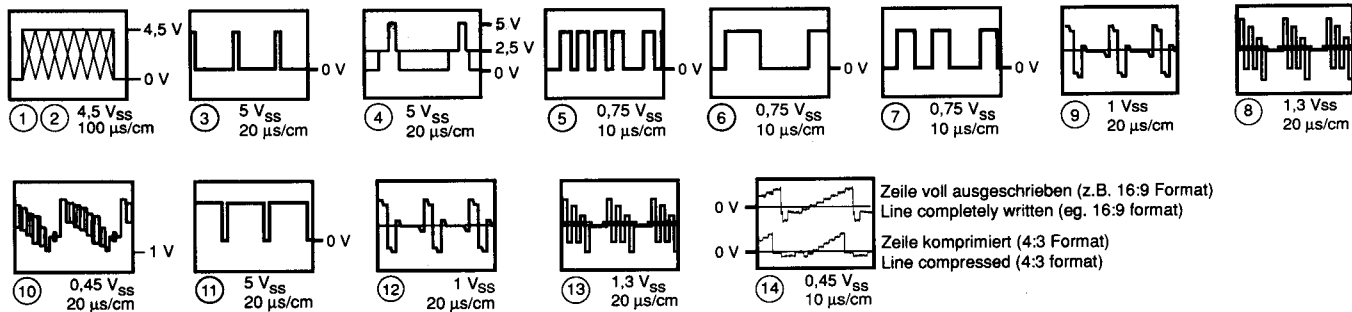 4,5 V
0 V
1 2 4,5 Vss
100 µs/cm
0 V
3 5 Vss
20 µs/cm
5 V
2,5 V
0 V
4 5 Vss
20 µs/cm
0 V
5 0,75 Vss
10 µs/cm
0 V
6 0,75 Vss
10 µs/cm
0 V
7 0,75 Vss
10 µs/cm
9 1 Vss
20 µs/cm
8 1,3 Vss
20 µs/cm
1 V
10 0,45 Vss
20 µs/cm
0 V
11 5 Vss
20 µs/cm
12 1 Vss
20 µs/cm
13 1,3 Vss
20 µs/cm
0 V
0 V
14 0,45 Vss
10 µs/cm
Zeile voll ausgeschrieben (z.B. 16:9 Format)
Line completely written (eg. 16:9 format)
Zeile komprimiert (4:3 Format)
Line compressed (4:3 format)